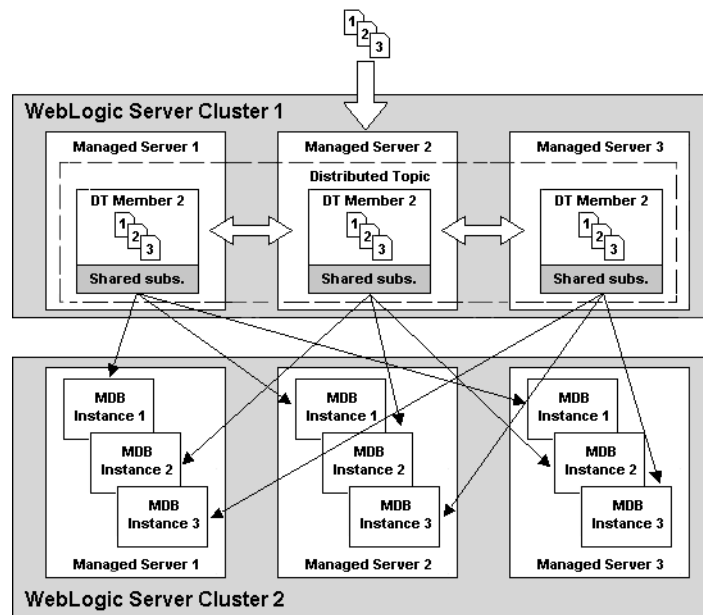 1
2
3
WebLogic Server Cluster 1
Managed Server 1
Managed Server 2
Managed Server 3
Distributed Topic
DT Member 2
1
2
3
Shared subs.
DT Member 2
1
2
3
Shared subs.
DT Member 2
1
2
3
Shared subs.
MDB
Instance 1
MDB
Instance 2
MDB
Instance 3
Managed Server 1
MDB
Instance 1
MDB
Instance 2
MDB
Instance 3
Managed Server 2
MDB
Instance 1
MDB
Instance 2
MDB
Instance 3
Managed Server 3
WebLogic Server Cluster 2